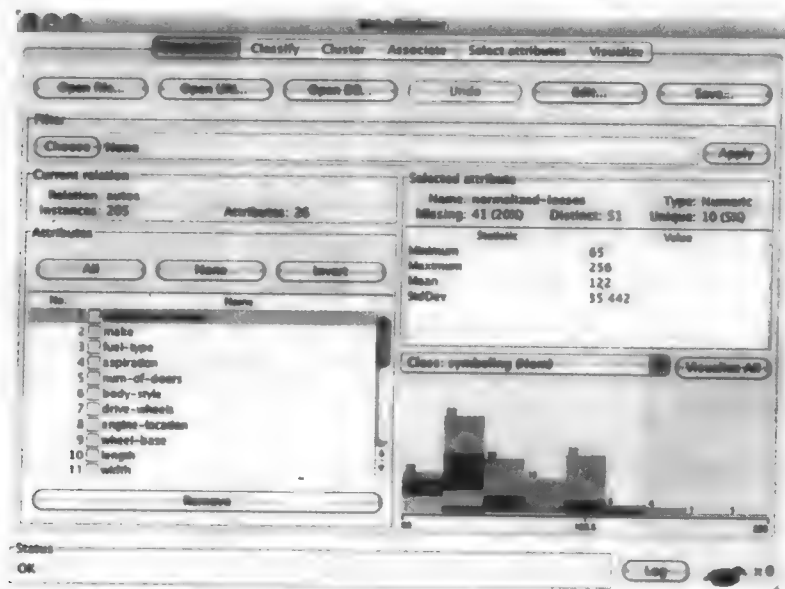 Classify Cluster Associate Select attributes Visualize
Open file... Open URL... Open DB... Undo Edit... Save...
Filter
Choose None Apply
Current relation
Relation: autos
Instances: 205 Attributes: 26
Selected attribute
Name: normalized-losses Type: Numeric
Missing: 41 (20%) Distinct: 51 Unique: 10 (5%)
Statistic Value
Minimum 65
Maximum 256
Mean 122
StdDev 35.442
Attributes
All None Invert
No. Name
1
2 make
3 fuel-type
4 aspiration
5 num-of-doors
6 body-style
7 drive-wheels
8 engine-location
9 wheel-base
10 length
11 width
Remove
Class: symboling (Nom) Visualize All
Status
OK
Log x 0